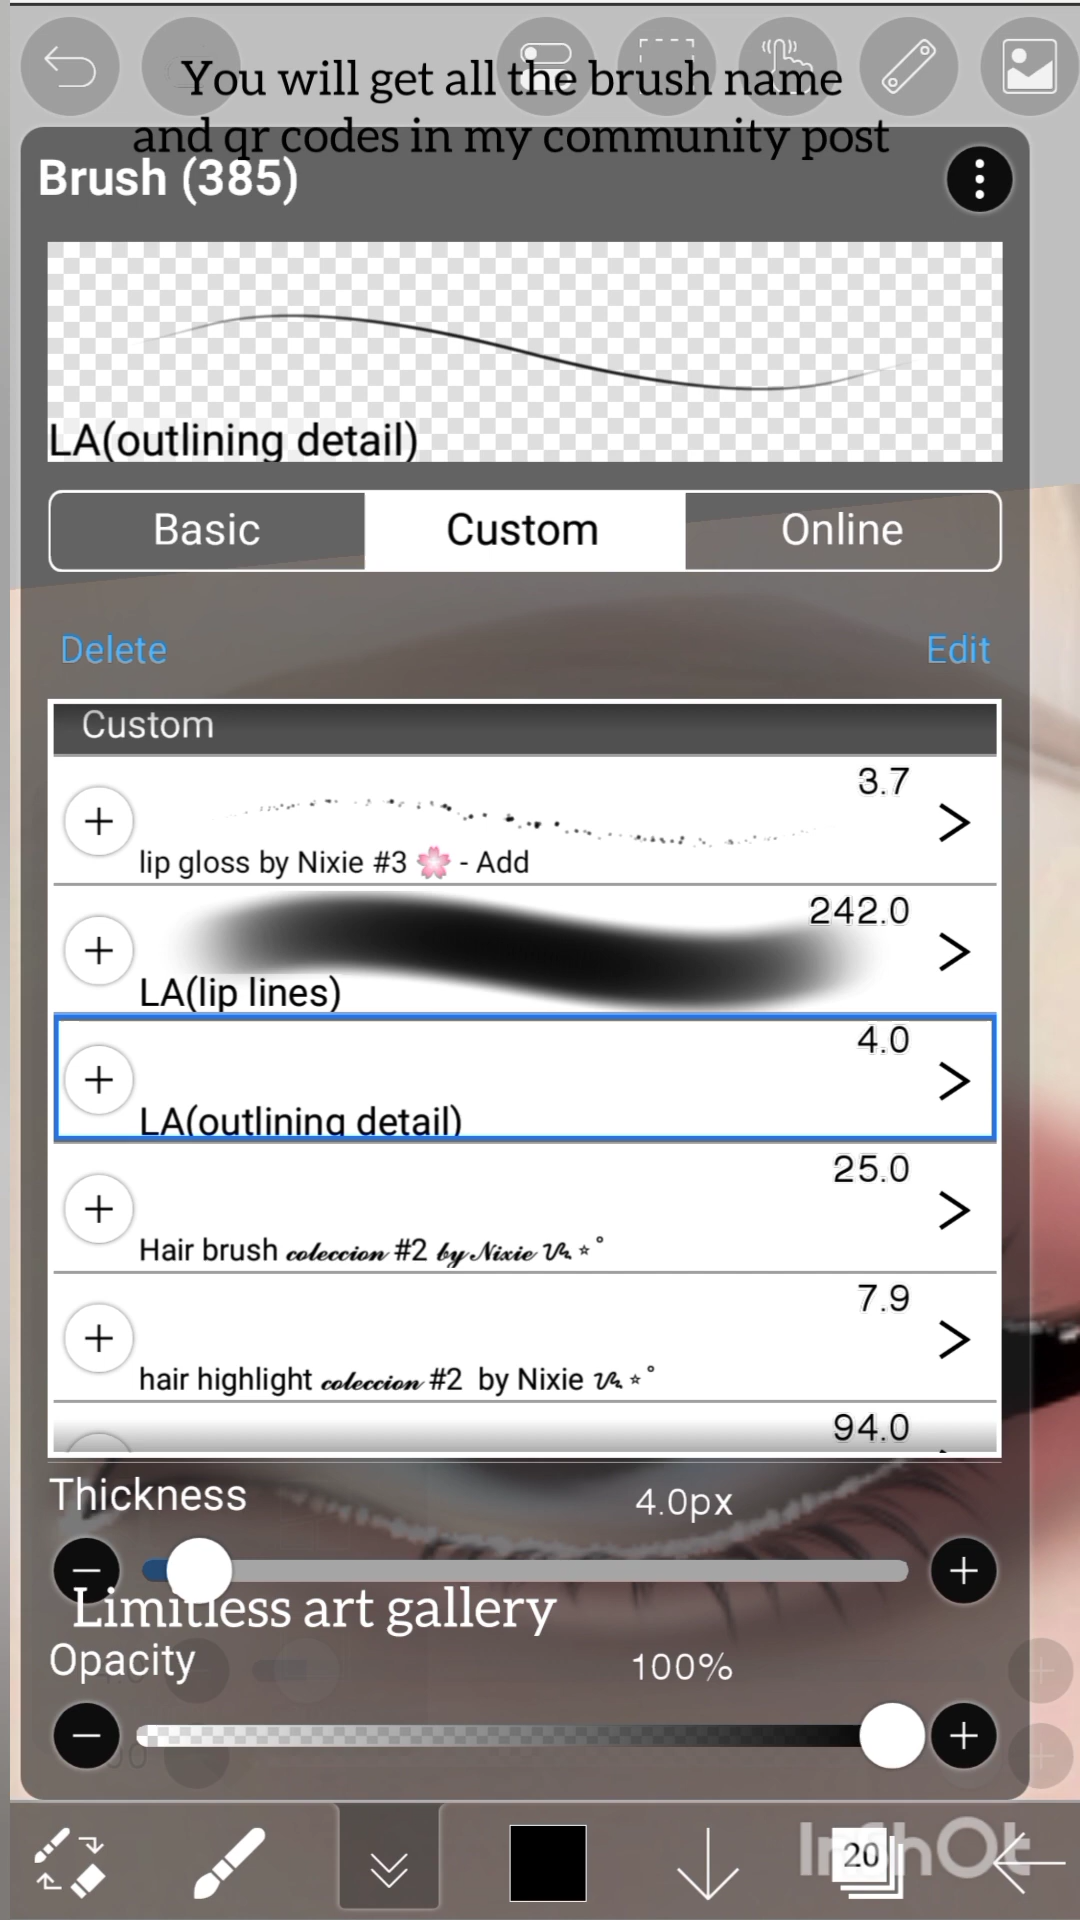 You will get all the brush name
and qr codes in my community post
Brush (385)
LA(outlining detail)
Basic Custom Online
Delete Edit
Custom
3.7
lip gloss by Nixie #3 🌸 - Add
242.0
LA(lip lines)
4.0
LA(outlining detail)
25.0
Hair brush 𝓬𝓸𝓵𝓮𝓬𝓬𝓲𝓸𝓷 #2 𝓫𝔂 𝓝𝓲𝔁𝓲𝓮
7.9
hair highlight 𝓬𝓸𝓵𝓮𝓬𝓬𝓲𝓸𝓷 #2 by Nixie
94.0
Thickness 4.0px
Limitless art gallery
Opacity 100%
20
InShOt